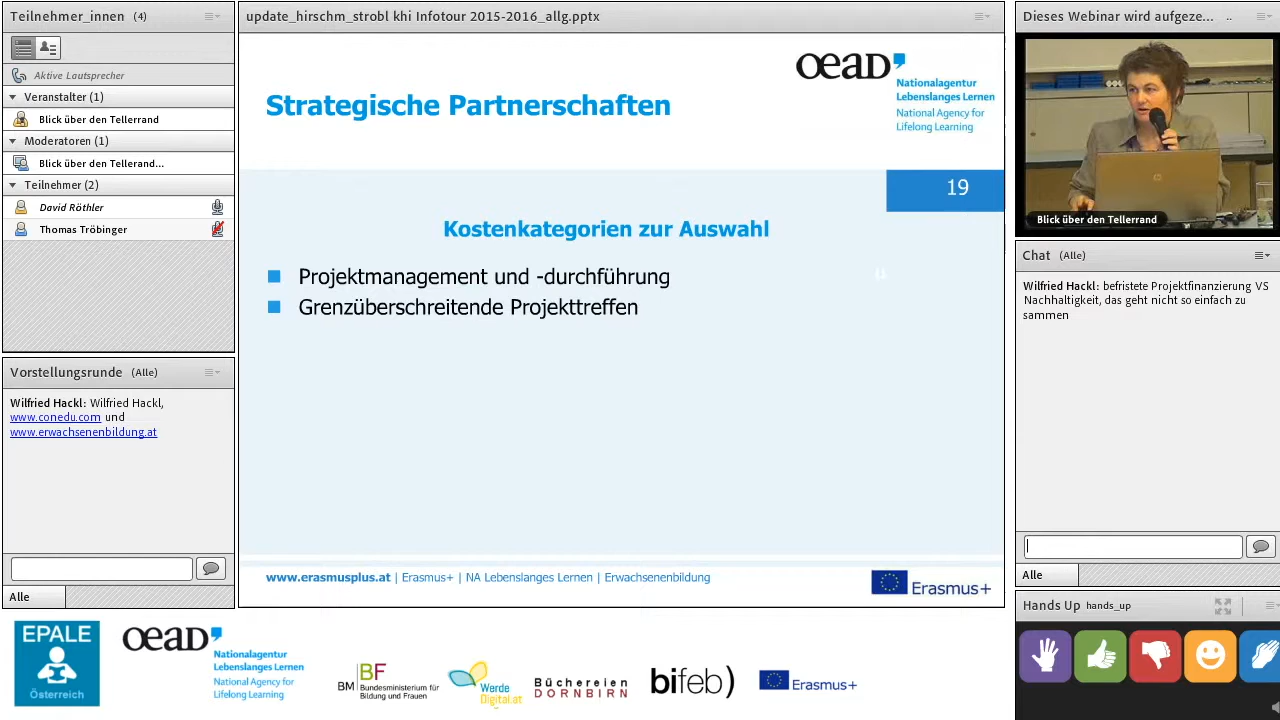 Teilnehmer_innen (4)
Aktive Lautsprecher
Veranstalter (1)
Blick über den Tellerrand
Moderatoren (1)
Blick über den Tellerrand...
Teilnehmer (2)
David Röthler
Thomas Tröbinger
Vorstellungsrunde (Alle)
Wilfried Hackl: Wilfried Hackl,
www.conedu.com und
www.erwachsenenbildung.at
Alle
update_hirschm_strobl khi Infotour 2015-2016_allg.pptx
Strategische Partnerschaften
OeAD
Nationalagentur
Lebenslanges Lernen
National Agency for
Lifelong Learning
19
Kostenkategorien zur Auswahl
Projektmanagement und -durchführung
Grenzüberschreitende Projekttreffen
www.erasmusplus.at | Erasmus+ | NA Lebenslanges Lernen | Erwachsenenbildung
Erasmus+
Dieses Webinar wird aufgeze... ..
Blick über den Tellerrand
Chat (Alle)
Wilfried Hackl: befristete Projektfinanzierung VS
Nachhaltigkeit, das geht nicht so einfach zu
sammen
Alle
Hands Up hands_up
EPALE
Österreich
OeAD
Nationalagentur
Lebenslanges Lernen
National Agency for
Lifelong Learning
BM BF
Bundesministerium für
Bildung und Frauen
Werde
Digital.at
Büchereien
DORNBIRN
bifeb)
Erasmus+